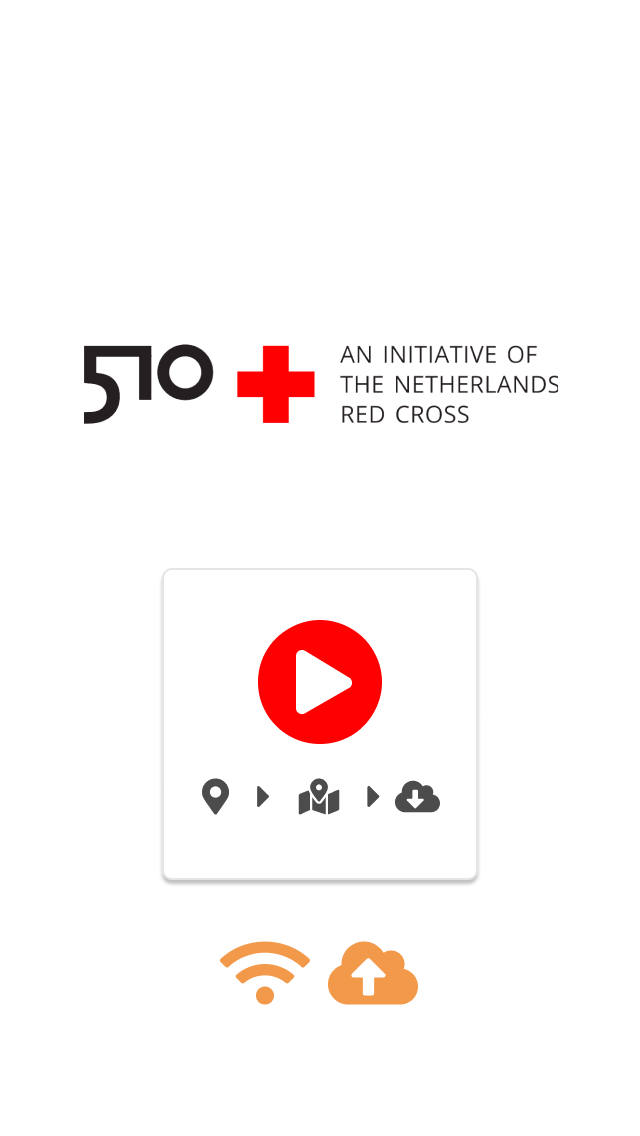 510
AN INITIATIVE OF
THE NETHERLANDS
RED CROSS